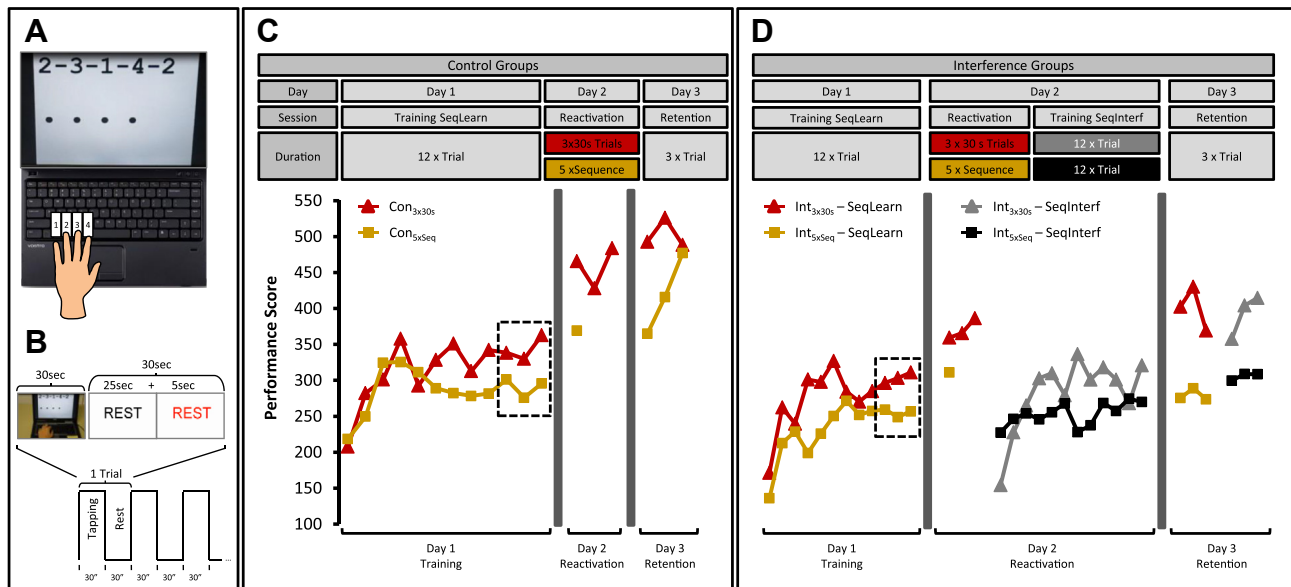 A
2-3-1-4-2
1 2 3 4
B
30sec
30sec
25sec + 5sec
REST REST
1 Trial
Tapping Rest
30” 30” 30” 30” 30”
...
C
Control Groups
Day Day 1 Day 2 Day 3
Session Training SeqLearn Reactivation Retention
Duration 12 x Trial 3x30s Trials 3 x Trial
5 xSequence
Con3x30s
Con5xSeq
Performance Score
550
500
450
400
350
300
250
200
150
100
Day 1 Day 2 Day 3
Training Reactivation Retention
D
Interference Groups
Day 1 Day 2 Day 3
Training SeqLearn Reactivation Training SeqInterf Retention
12 x Trial 3 x 30 s Trials 12 x Trial 3 x Trial
5 x Sequence 12 x Trial
Int3x30s – SeqLearn Int3x30s – SeqInterf
Int5xSeq – SeqLearn Int5xSeq – SeqInterf
Day 1 Day 2 Day 3
Training Reactivation Retention